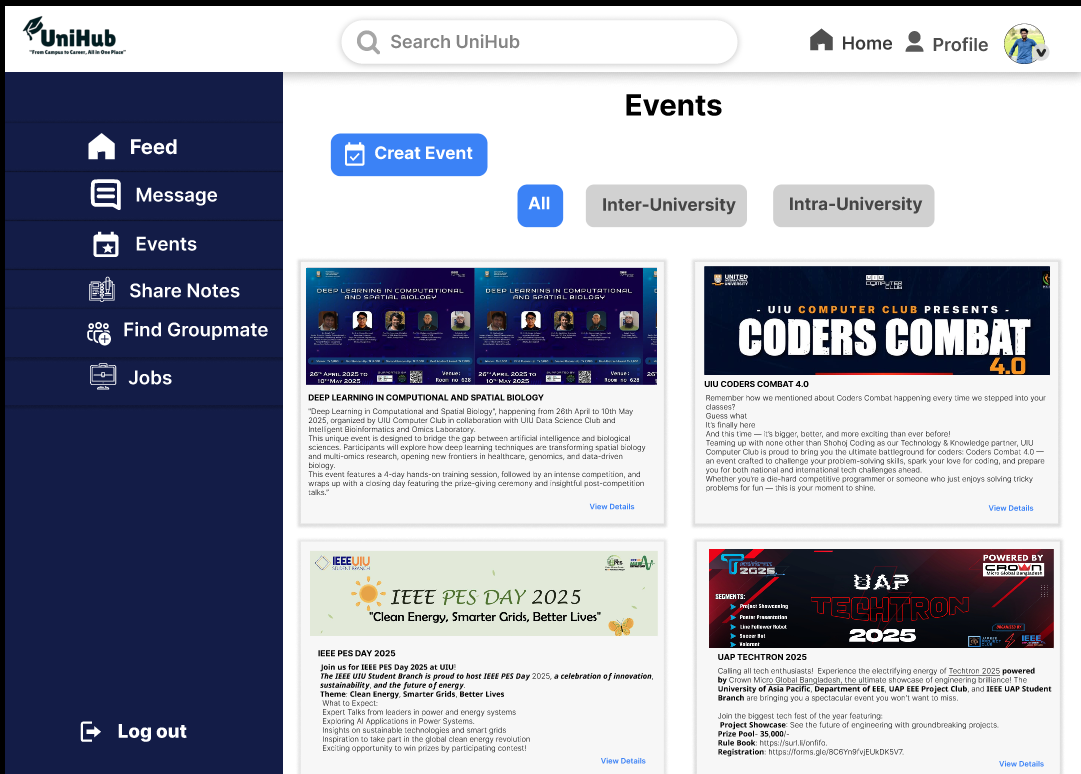 UniHub
"From Campus to Career, All in One Place"
Search UniHub
Home
Profile
Feed
Message
Events
Share Notes
Find Groupmate
Jobs
Log out
Events
Creat Event
All
Inter-University
Intra-University
DEEP LEARNING IN COMPUTATIONAL
AND SPATIAL BIOLOGY
DEEP LEARNING IN COMPUTATIONAL
AND SPATIAL BIOLOGY
26TH APRIL 2025 TO
10TH MAY 2025
SUPPORTED BY
Venue:
Room no 628
26TH APRIL 2025 TO
10TH MAY 2025
SUPPORTED BY
Venue:
Room no 628
DEEP LEARNING IN COMPUTIONAL AND SPATIAL BIOLOGY
"Deep Learning in Computational and Spatial Biology", happening from 26th April to 10th May
2025, organized by UIU Computer Club in collaboration with UIU Data Science Club and
Intelligent Bioinformatics and Omics Laboratory.
This unique event is designed to bridge the gap between artificial intelligence and biological
sciences. Participants will explore how deep learning techniques are transforming spatial biology
and multi-omics research, opening new frontiers in healthcare, genomics, and data-driven
biology.
This event features a 4-day hands-on training session, followed by an intense competition, and
wraps up with a closing day featuring the prize-giving ceremony and insightful post-competition
talks."
View Details
UNITED
UNIVERSITY
UIU
COMPUTER
CLUB
- UIU COMPUTER CLUB PRESENTS -
CODERS COMBAT
4.0
UIU CODERS COMBAT 4.0
Remember how we mentioned about Coders Combat happening every time we stepped into your
classes?
Guess what
It's finally here
And this time — it's bigger, better, and more exciting than ever before!
Teaming up with none other than Shohoj Coding as our Technology & Knowledge partner, UIU
Computer Club is proud to bring you the ultimate battleground for coders: Coders Combat 4.0 —
an event crafted to challenge your problem-solving skills, spark your love for coding, and prepare
you for both national and international tech challenges ahead.
Whether you're a die-hard competitive programmer or someone who just enjoys solving tricky
problems for fun — this is your moment to shine.
View Details
IEEE UIU
STUDENT BRANCH
IEEE PES DAY 2025
"Clean Energy, Smarter Grids, Better Lives"
IEEE PES DAY 2025
Join us for IEEE PES Day 2025 at UIU!
The IEEE UIU Student Branch is proud to host IEEE PES Day 2025, a celebration of innovation,
sustainability, and the future of energy.
Theme: Clean Energy, Smarter Grids, Better Lives
What to Expect:
Expert Talks from leaders in power and energy systems
Exploring AI Applications in Power Systems.
Insights on sustainable technologies and smart grids
Inspiration to take part in the global clean energy revolution
Exciting opportunity to win prizes by participating contest!
View Details
2025
POWERED BY
CROWN
Micro Global Bangladesh
UAP
TECHTRON
2025
SEGMENTS:
Project Showcasing
Poster Presentation
Line Follower Robot
Soccer Bot
Valorant
ORGANIZED BY
IEEE
UAP TECHTRON 2025
Calling all tech enthusiasts! Experience the electrifying energy of Techtron 2025 powered
by Crown Micro Global Bangladesh, the ultimate showcase of engineering brilliance! The
University of Asia Pacific, Department of EEE, UAP EEE Project Club, and IEEE UAP Student
Branch are bringing you a spectacular event you won't want to miss.
Join the biggest tech fest of the year featuring:
Project Showcase: See the future of engineering with groundbreaking projects.
Prize Pool- 35,000/-
Rule Book: https://surl.li/onfifo.
Registration: https://forms.gle/8C6Yn9fvjEUkDK5V7.
View Details